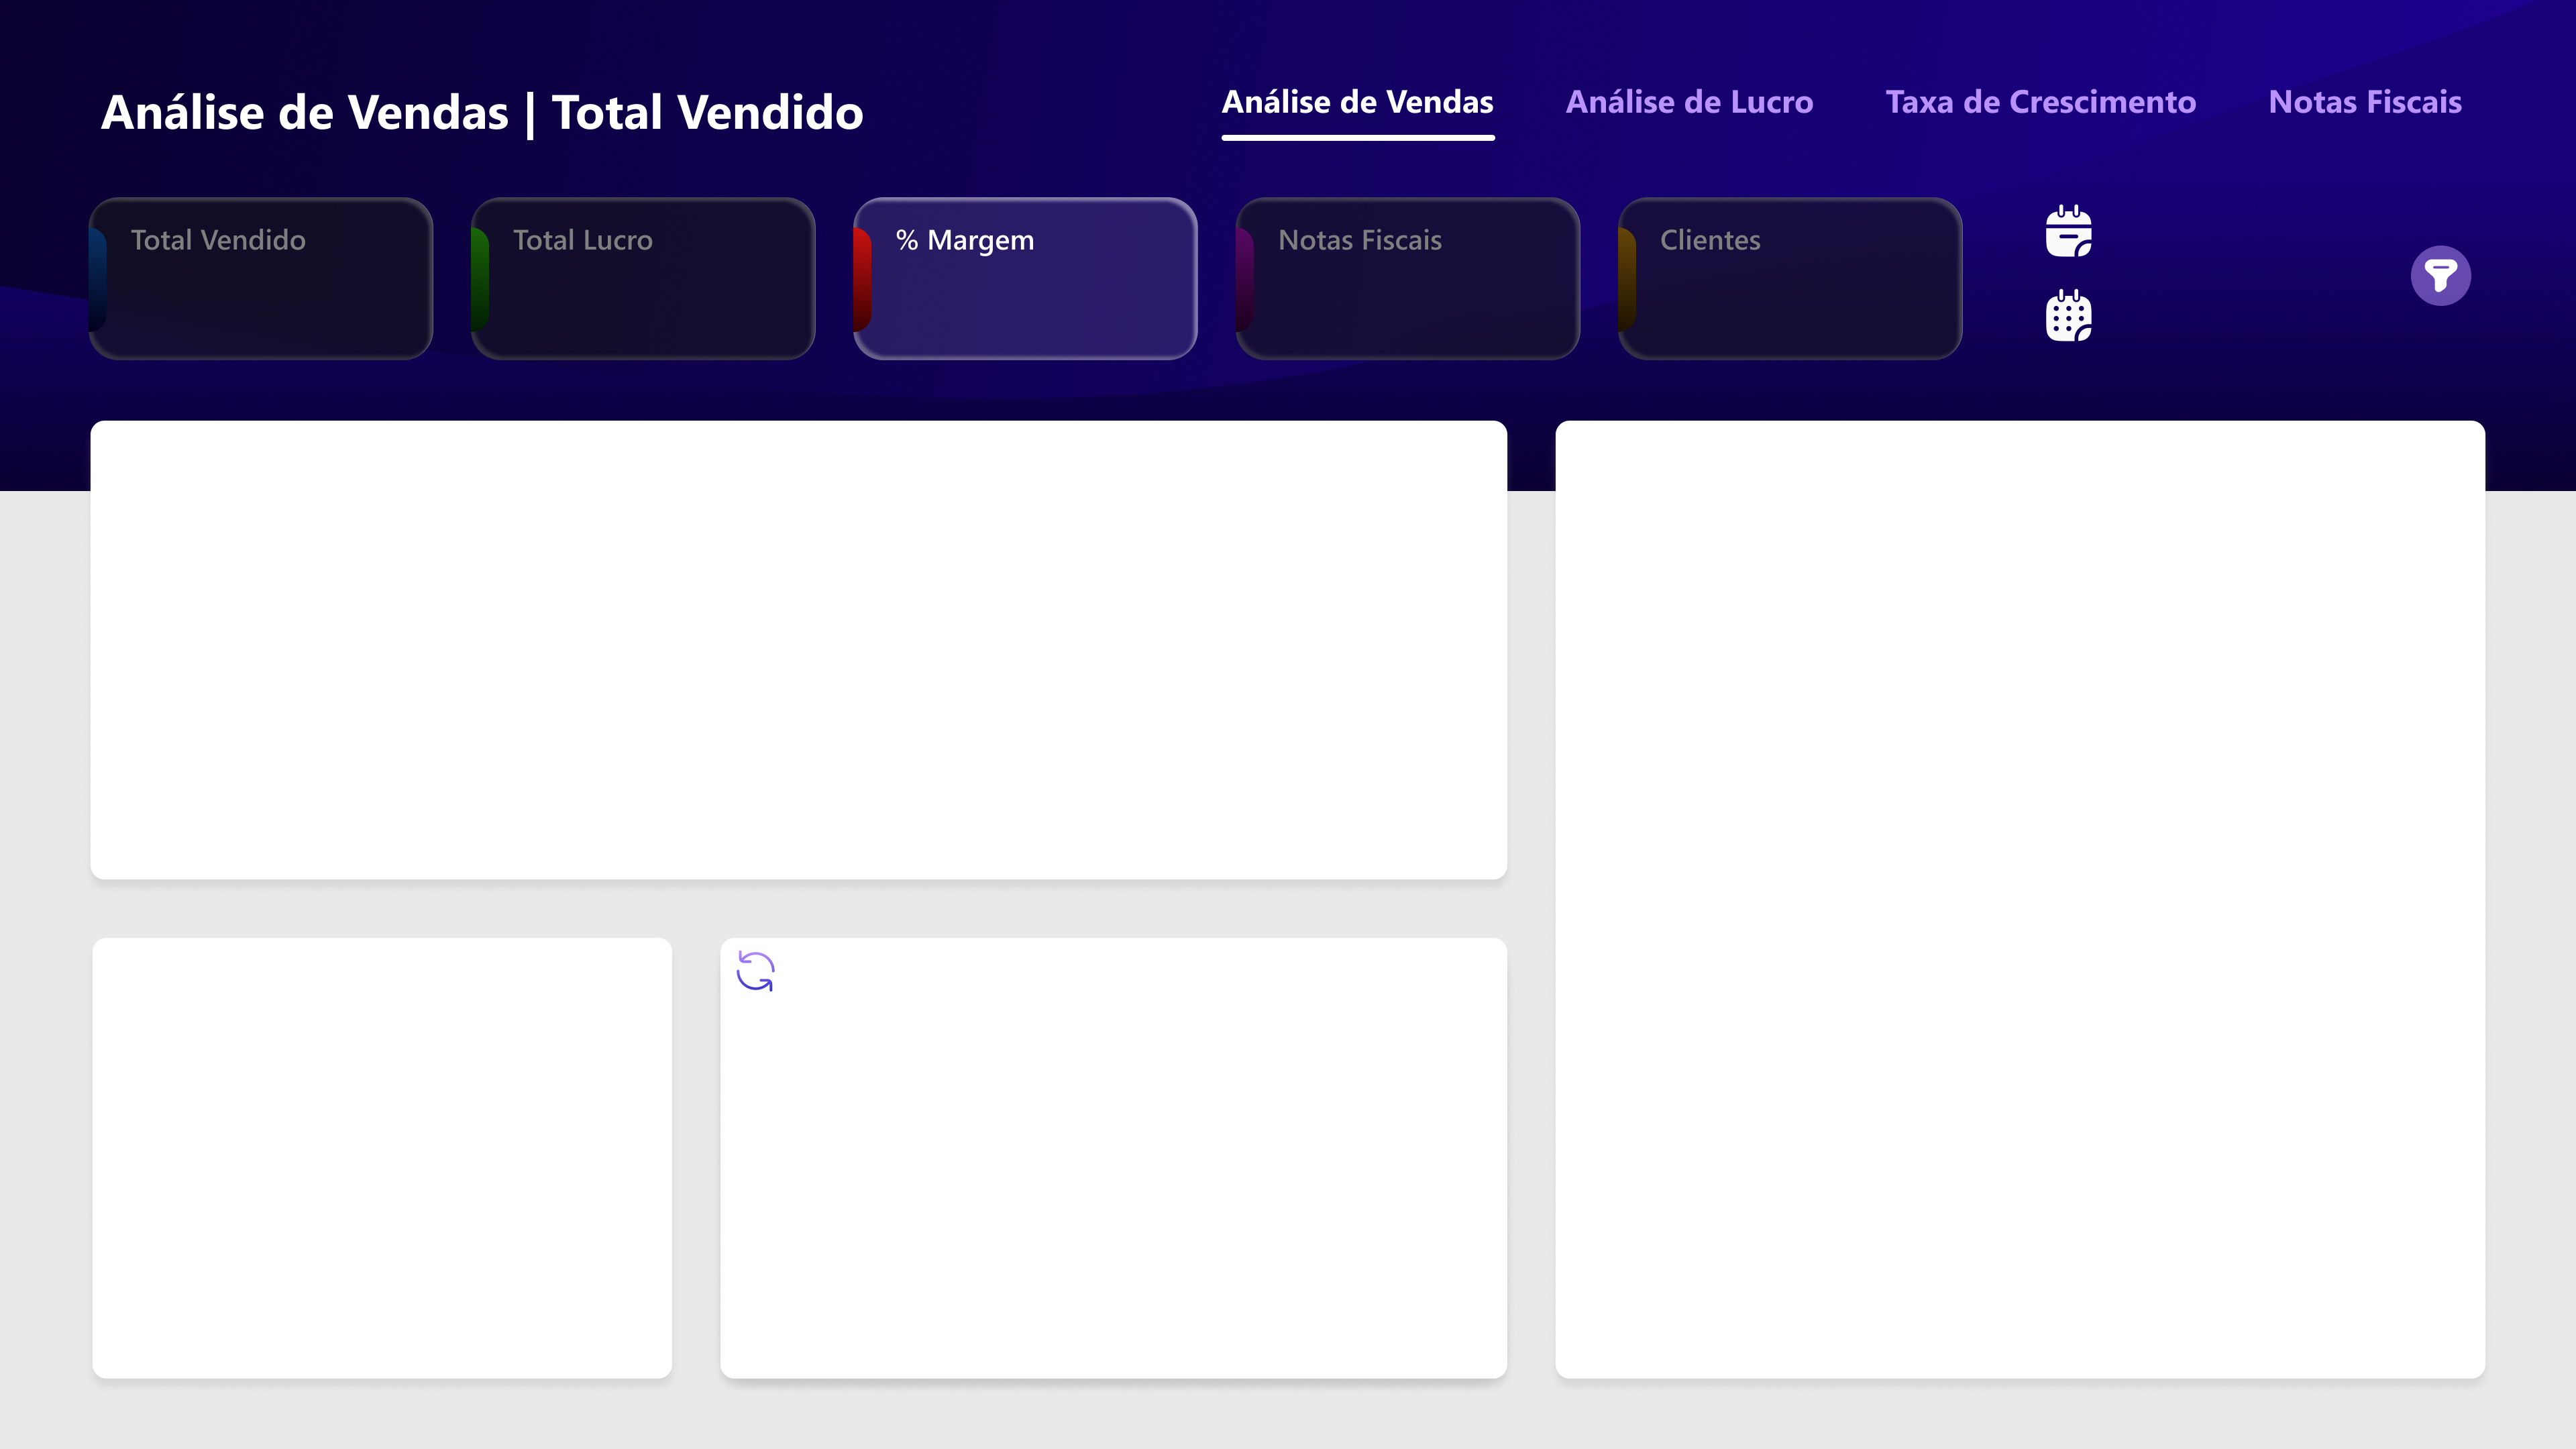 Análise de Vendas | Total Vendido
Análise de Vendas
Análise de Lucro
Taxa de Crescimento
Notas Fiscais
Total Vendido
Total Lucro
% Margem
Notas Fiscais
Clientes